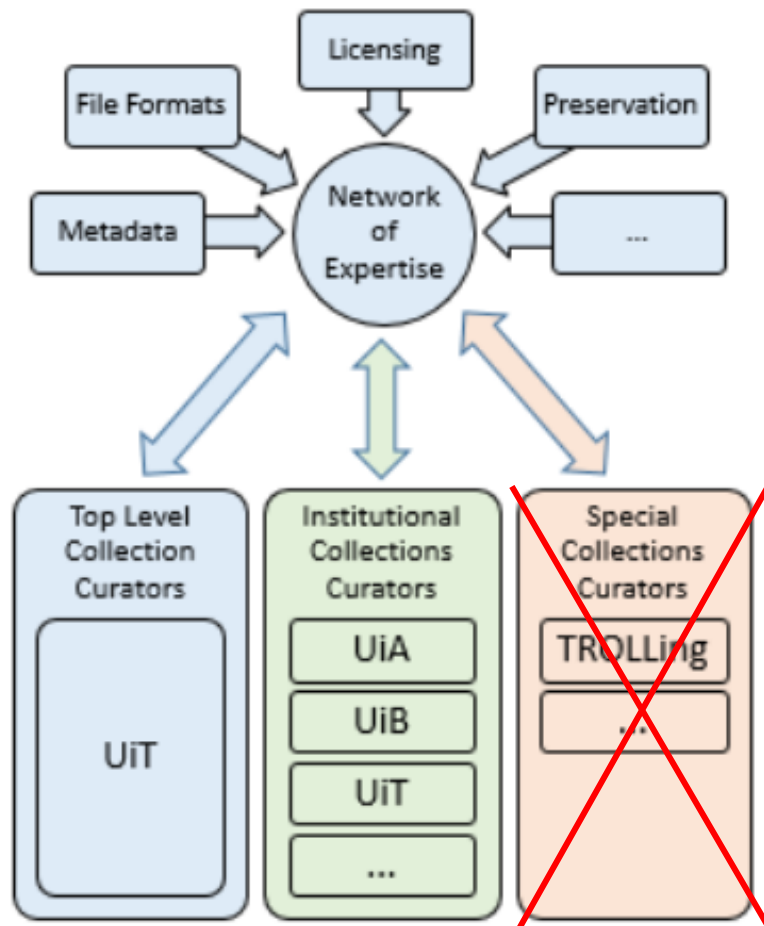 Licensing
File Formats
Preservation
Metadata
Network
of
Expertise
...
Top Level
Collection
Curators
UiT
Institutional
Collections
Curators
UiA
UiB
UiT
...
Special
Collections
Curators
TROLLing
...